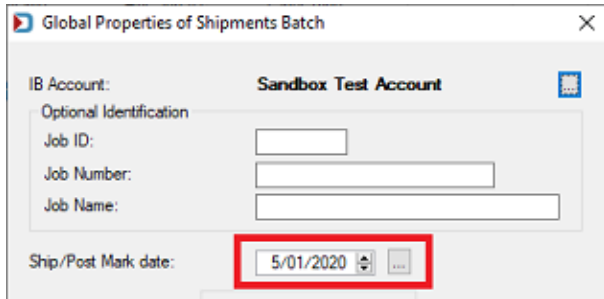 Global Properties of Shipments Batch
IB Account: Sandbox Test Account
Optional Identification
Job ID:
Job Number:
Job Name:
Ship/Post Mark date: 5/01/2020 ...